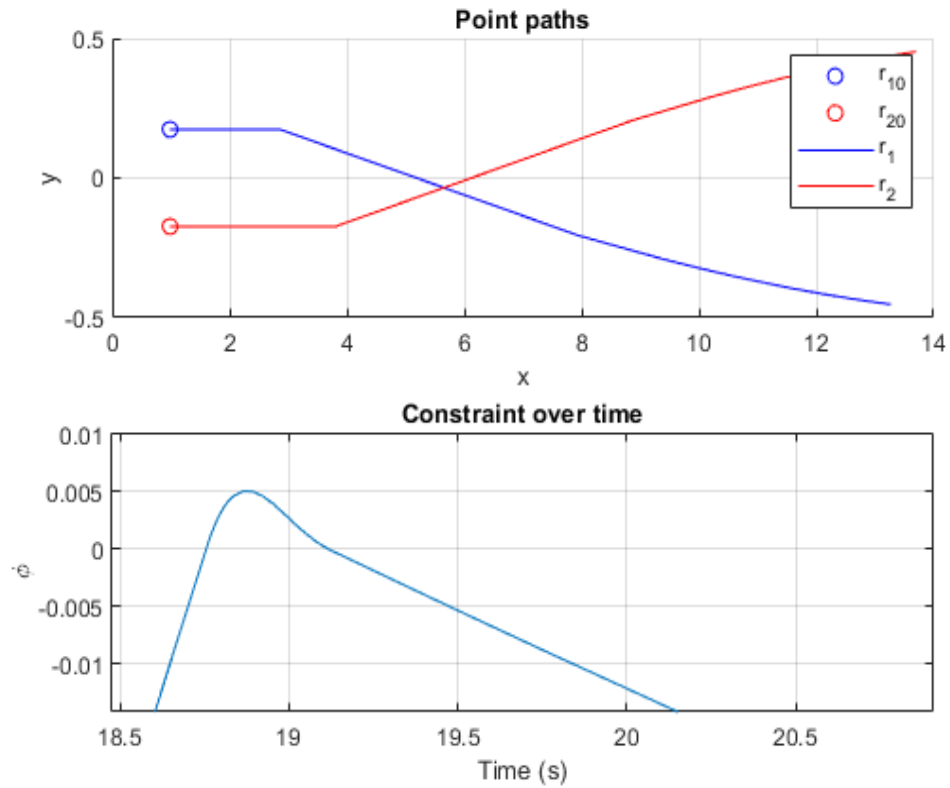 Point paths
0.5
0
-0.5
y
0 2 4 6 8 10 12 14
x
r10
r20
r1
r2
Constraint over time
0.01
0.005
0
-0.005
-0.01
ϕ
18.5 19 19.5 20 20.5
Time (s)